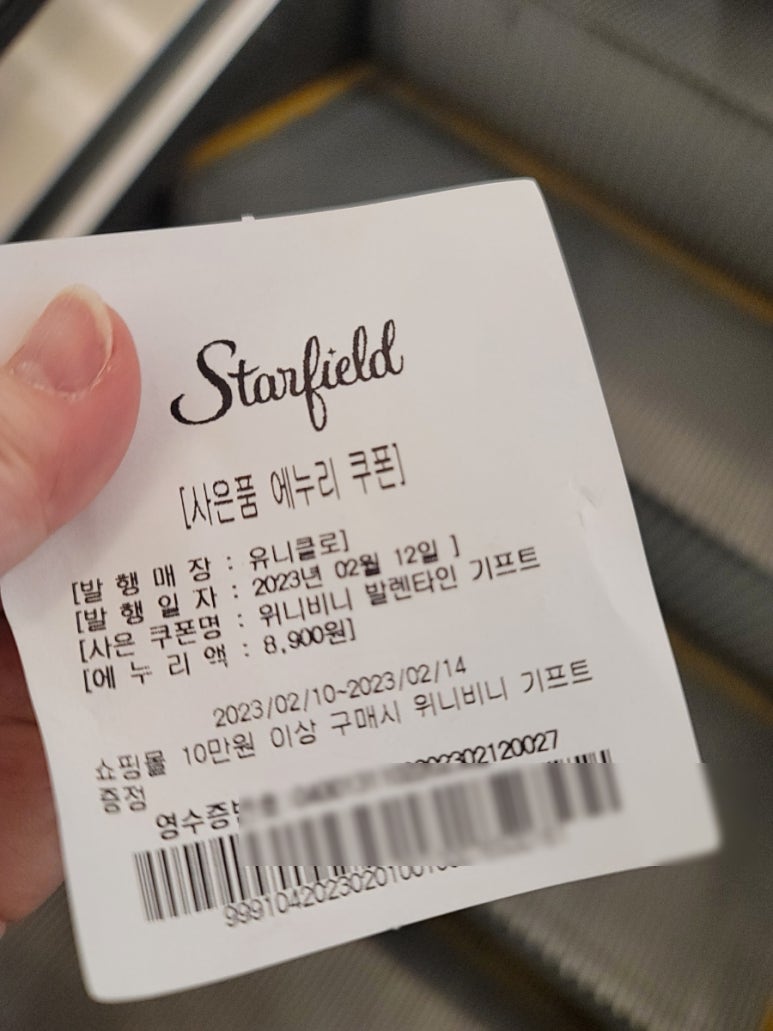 Starfield
[사은품 에누리 쿠폰]
[발 행 매 장 : 유니클로]
[발 행 일 자 : 2023년 02월 12일 ]
[사은 쿠폰명 : 위니비니 발렌타인 기프트
[에 누 리 액 : 8,900원]
2023/02/10~2023/02/14
쇼핑몰 10만원 이상 구매시 위니비니 기프트
증정